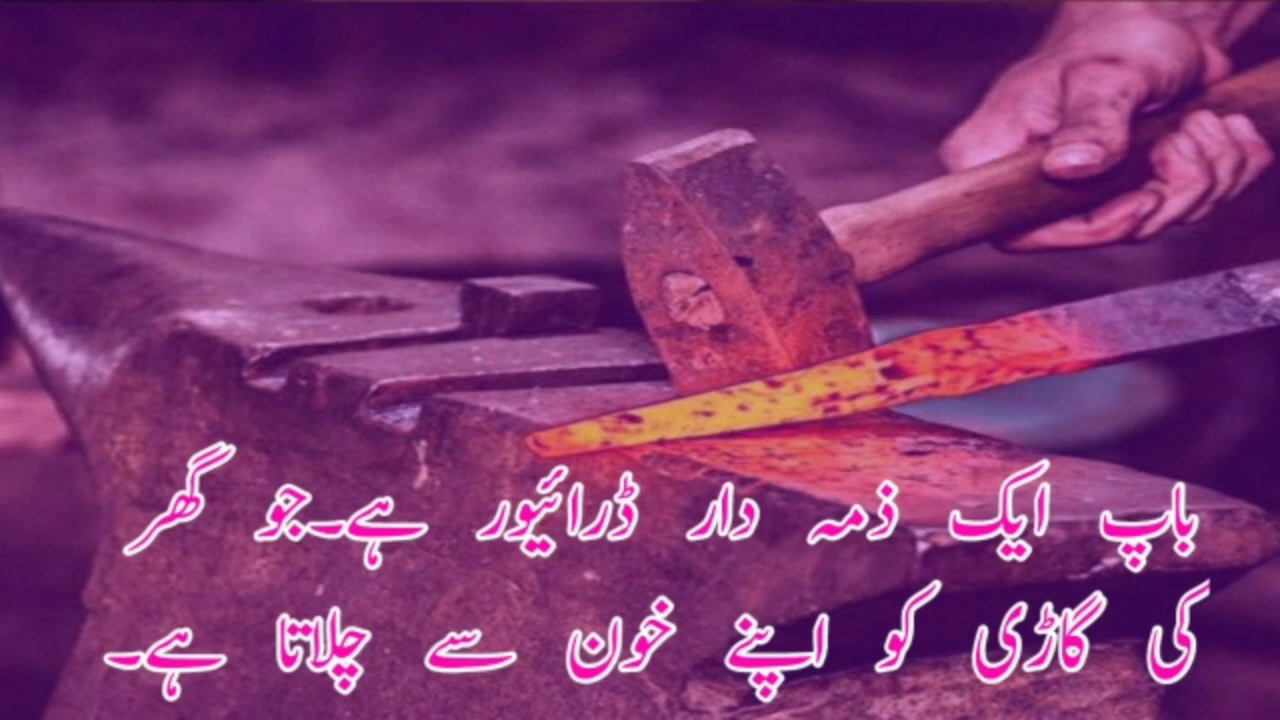 باپ ایک ذمہ دار ڈرائیور ہے۔جو گھر
کی گاڑی کو اپنے خون سے چلاتا ہے۔